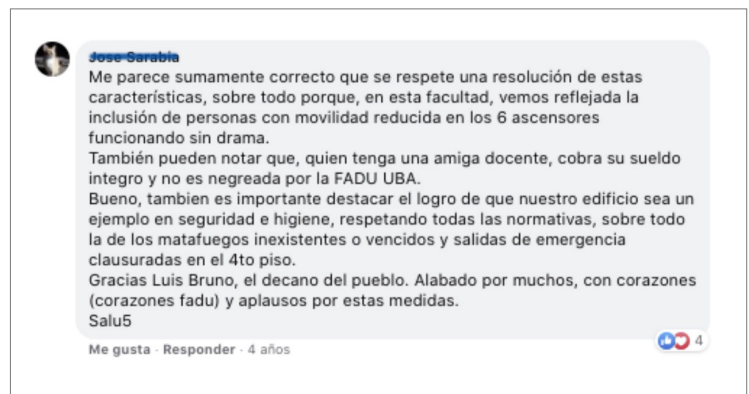 Jose Sarabia
Me parece sumamente correcto que se respete una resolución de estas
características, sobre todo porque, en esta facultad, vemos reflejada la
inclusión de personas con movilidad reducida en los 6 ascensores
funcionando sin drama.
También pueden notar que, quien tenga una amiga docente, cobra su sueldo
integro y no es negreada por la FADU UBA.
Bueno, tambien es importante destacar el logro de que nuestro edificio sea un
ejemplo en seguridad e higiene, respetando todas las normativas, sobre todo
la de los matafuegos inexistentes o vencidos y salidas de emergencia
clausuradas en el 4to piso.
Gracias Luis Bruno, el decano del pueblo. Alabado por muchos, con corazones
(corazones fadu) y aplausos por estas medidas.
Salu5
4
Me gusta · Responder · 4 años